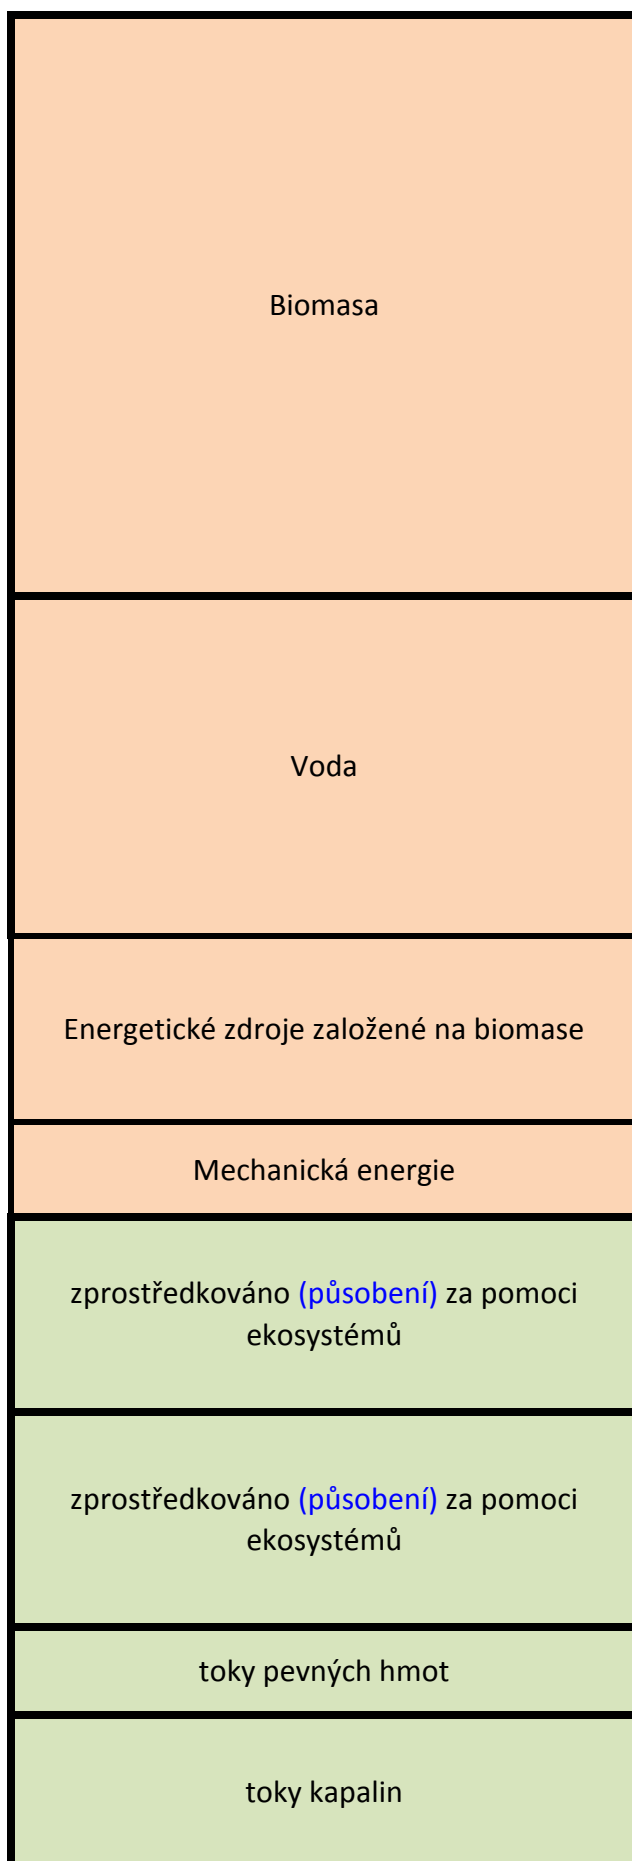 Biomasa
Voda
Energetické zdroje založené na biomase
Mechanická energie
zprostředkováno (působení) za pomoci
ekosystémů
zprostředkováno (působení) za pomoci
ekosystémů
toky pevných hmot
toky kapalin